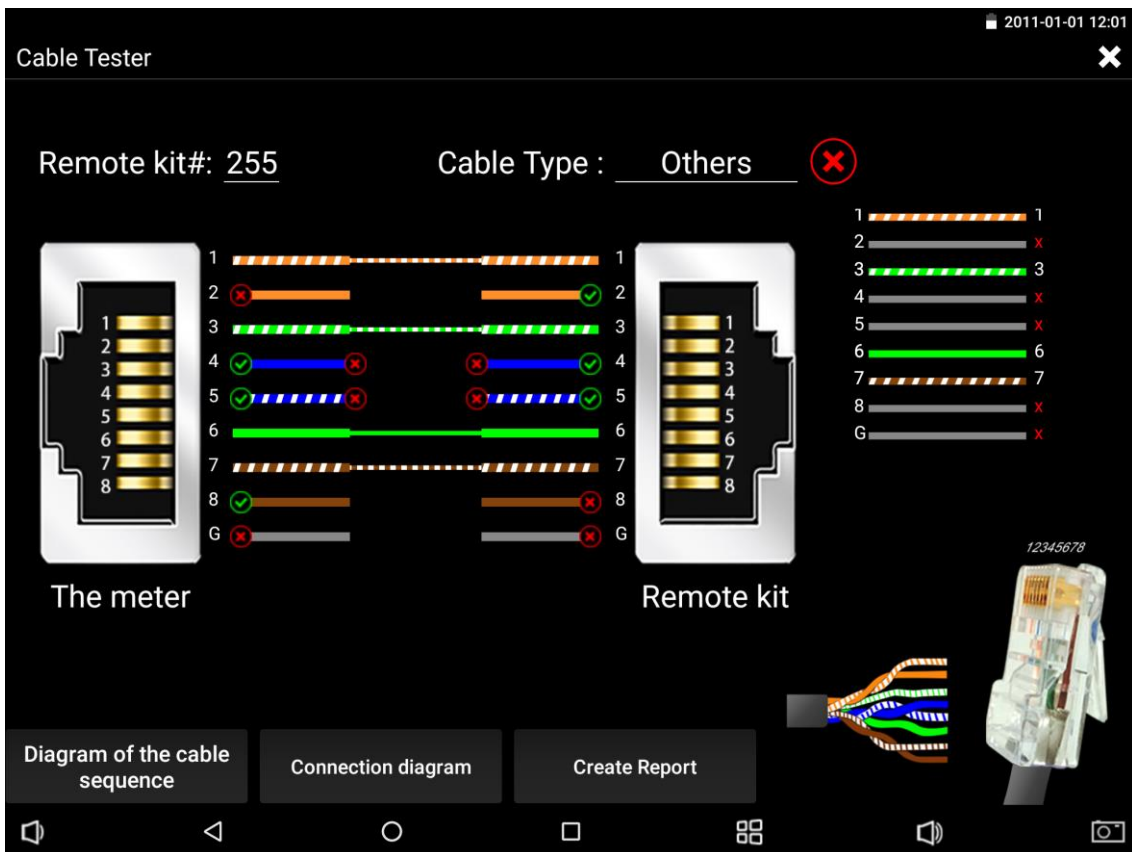 2011-01-01 12:01
Cable Tester
Remote kit#: 255
Cable Type : Others
1 1
2 x
3 3
4 x
5 x
6 6
7 7
8 x
G x
1 1
2 2
3 3
4 4
5 5
6 6
7 7
8 8
G G
1
2
3
4
5
6
7
8
1
2
3
4
5
6
7
8
The meter
Remote kit
12345678
Diagram of the cable
sequence
Connection diagram
Create Report